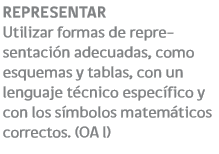 REPRESENTAR
Utilizar formas de repre-
sentación adecuadas, como
esquemas y tablas, con un
lenguaje técnico específico y
con los símbolos matemáticos
correctos. (OA l)